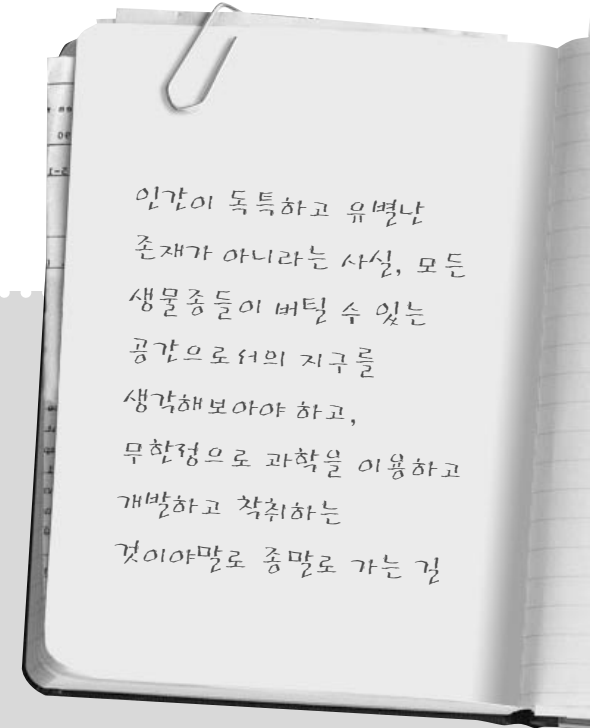 인간이 독특하고 유별난
존재가 아니라는 사실, 모든
생물종들이 버틸 수 있는
공간으로서의 지구를
생각해보아야 하고,
무한정으로 과학을 이용하고
개발하고 착취하는
것이야말로 종말로 가는 길